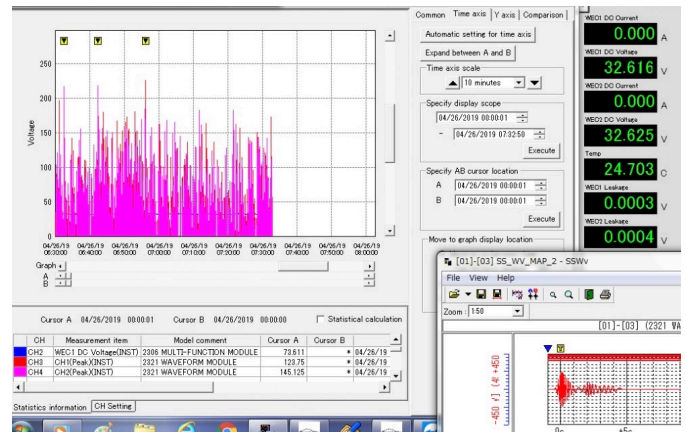 Common Time axis Y axis Comparison
Automatic setting for time axis
Expand between A and B
Time axis scale
10 minutes
Specify display scope
04/26/2019 00:00:01
- 04/26/2019 07:32:50
Execute
Specify AB cursor location
A 04/26/2019 00:00:01
B 04/26/2019 00:00:01
Execute
Move to graph display location
Voltage
250
200
150
100
50
0
04/26/19 04/26/19 04/26/19 04/26/19 04/26/19 04/26/19 04/26/19 04/26/19 04/26/19 04/26/19
06:30:00 06:40:00 06:50:00 07:00:00 07:10:00 07:20:00 07:30:00 07:40:00 07:50:00 08:00:00
Graph
A
B
Cursor A 04/26/2019 00:00:01 Cursor B 04/26/2019 00:00:00 Statistical calculation
CH Measurement item Model comment Cursor A Cursor B
CH2 WEC1 DC Voltage(INST) 2306 MULTI-FUNCTION MODULE 73.611 * 04/26/19
CH3 CH1(Peak)(INST) 2321 WAVEFORM MODULE 123.75 * 04/26/19
CH4 CH2(Peak)(INST) 2321 WAVEFORM MODULE 145.125 * 04/26/19
Statistics information CH Setting
WEC1 DC Current
0.000 A
WEC1 DC Voltage
32.616 V
WEC2 DC Current
0.000 A
WEC2 DC Voltage
32.625 V
Temp
24.703 C
WEC1 Leakage
0.0003 V
WEC2 Leakage
0.0004 V
[01]-[03] SS_WV_MAP_2 - SSWv
File View Help
Zoom : 1:50
[01]-[03] (2321 WA
-450 V] (4! +450
0s +5s